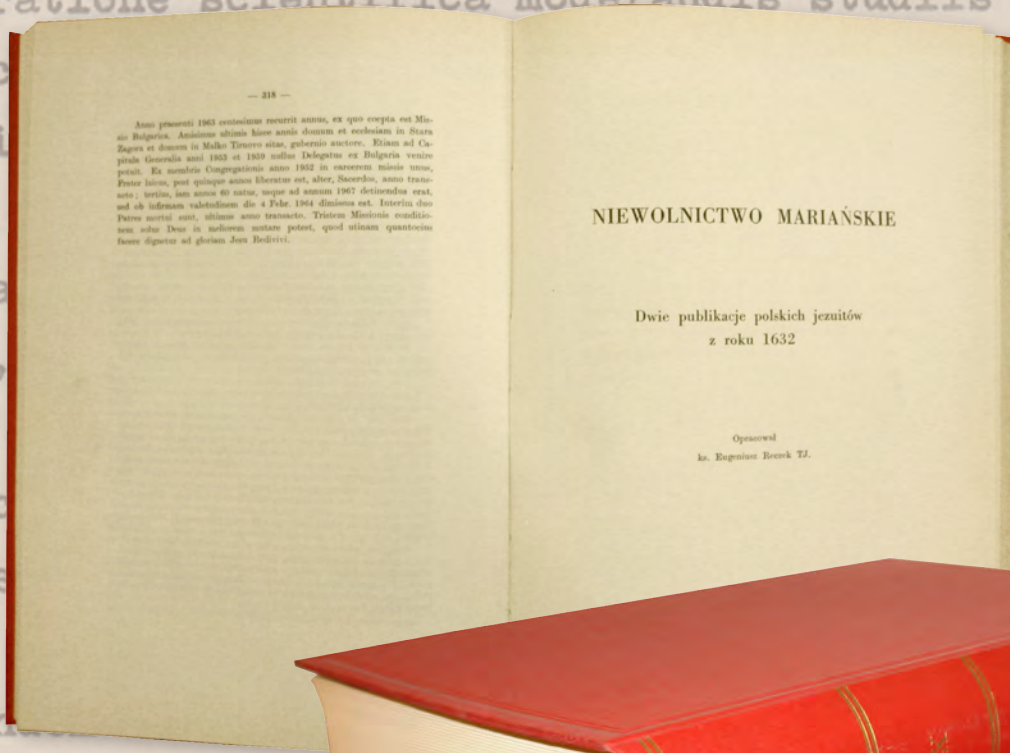 ratione scientifica modernis studiis
— 318 —
Anno praesenti 1963 centesimus recurrit annus, ex quo coepta est Mis-
sio Bulgarica. Amisimus ultimis hisce annis domum et ecclesiam in Stara
Zagora et domum in Malko Tirnovo sitas, gubernio auctore. Etiam ad Ca-
pitula Generalia anni 1953 et 1959 nullus Delegatus ex Bulgaria venire
potuit. Ex membris Congregationis anno 1952 in carcerem missis unus,
Frater laicus, post quinque annos liberatus est, alter, Sacerdos, anno trans-
acto; tertius, iam annos 60 natus, usque ad annum 1967 detinendus erat,
sed ob infirmam valetudinem die 4 Febr. 1964 dimissus est. Interim duo
Patres mortui sunt, ultimus anno transacto. Tristem Missionis conditio-
nem solus Deus in meliorem mutare potest, quod utinam quantocius
facere dignetur ad gloriam Jesu Redivivi.
NIEWOLNICTWO MARIAŃSKIE
Dwie publikacje polskich jezuitów
z roku 1632
Opracował
ks. Eugeniusz Reczek TJ.